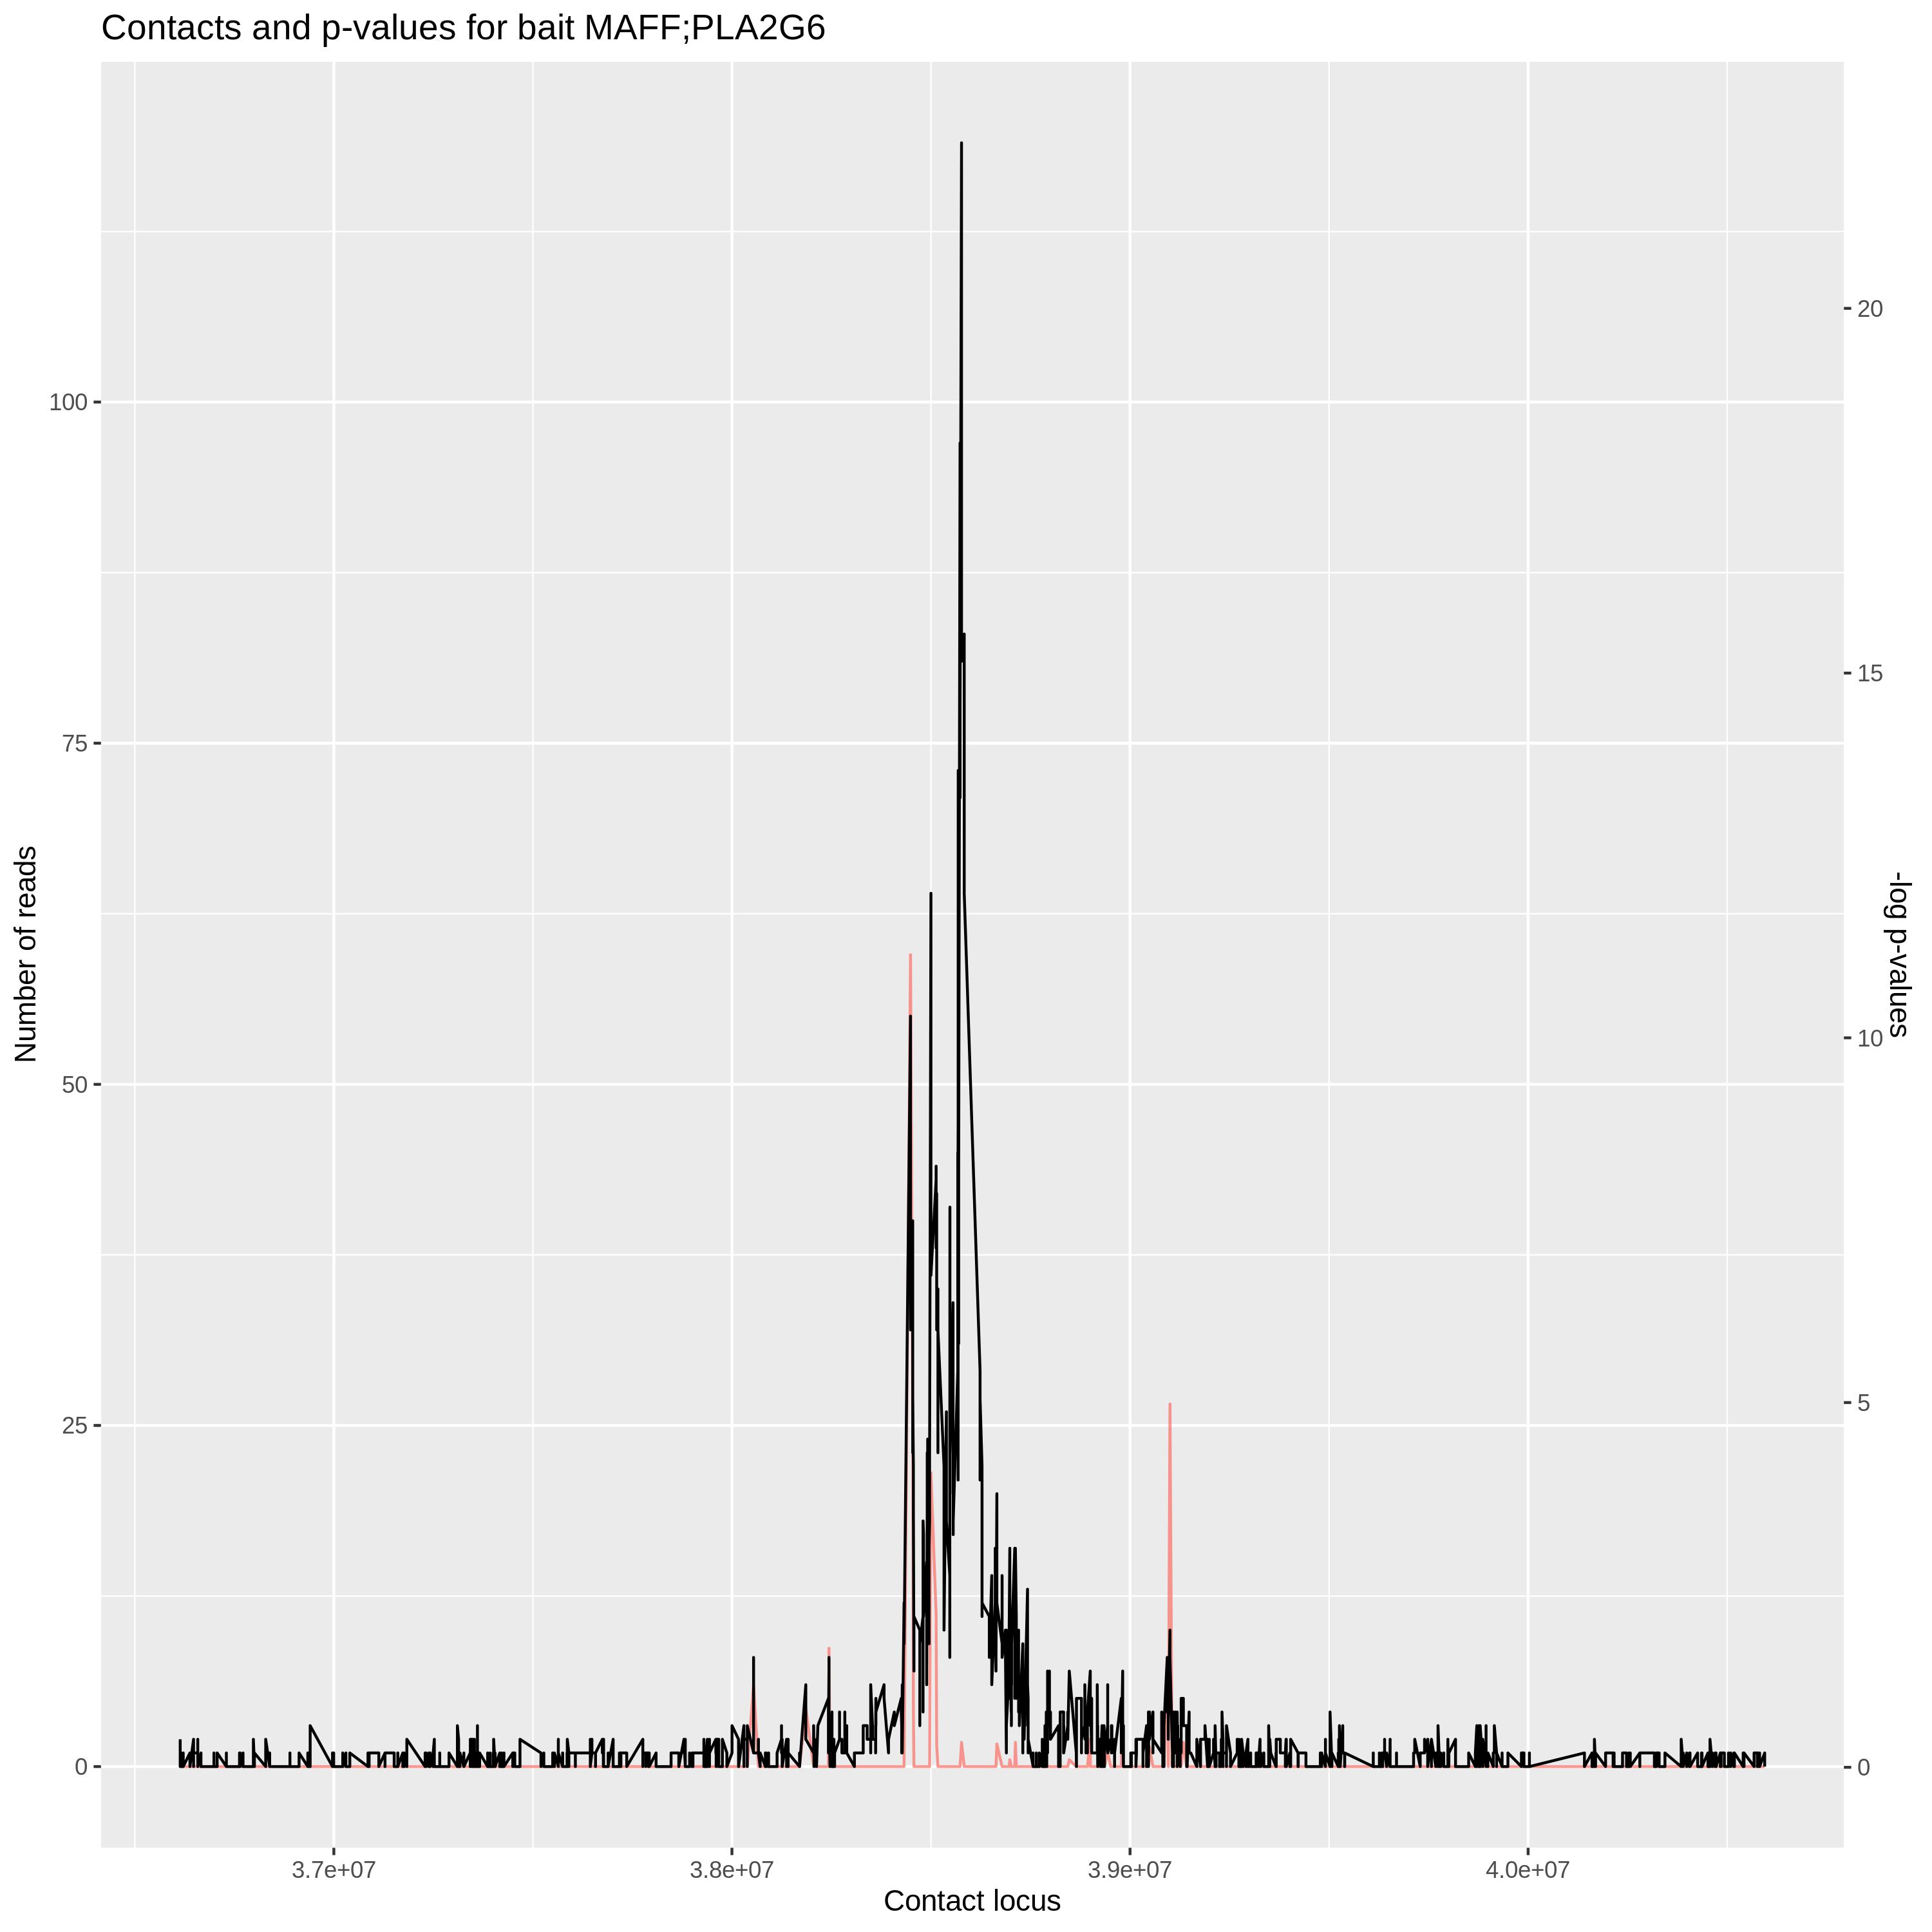 Contacts and p-values for bait MAFF;PLA2G6
Number of reads
100
75
50
25
0
20
15
10
5
0
-log p-values
3.7e+07 3.8e+07 3.9e+07 4.0e+07
Contact locus